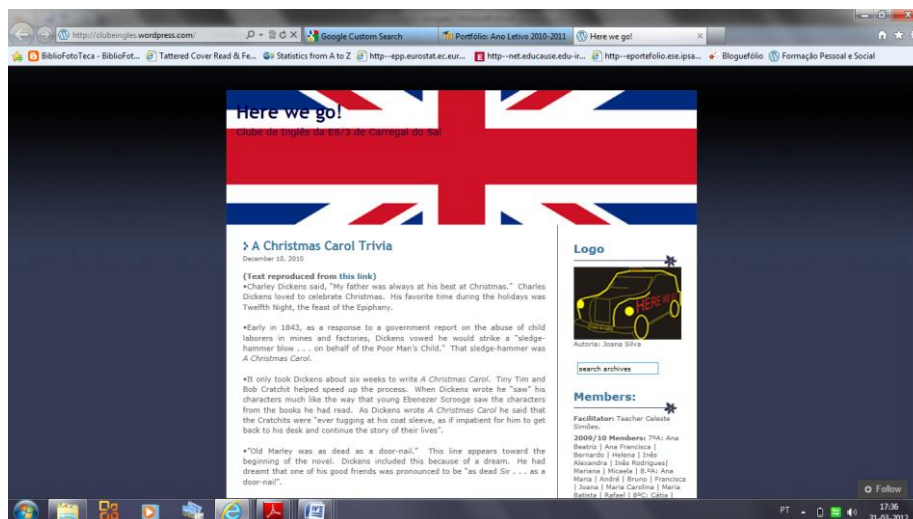 http://clubeingles.wordpress.com/
Google Custom Search
Portfólio: Ano Letivo 2010-2011
Here we go!
BiblioFotoTeca - BiblioFot...
Tattered Cover Read & Fe...
Statistics from A to Z
http--epp.eurostat.ec.eur...
http--net.educause.edu-ir...
http--eportefolio.ese.ipsa...
Bloguefólio
Formação Pessoal e Social
Here we go!
Clube de Inglês da ES/3 de Carregal do Sal
A Christmas Carol Trivia
December 10, 2010
(Text reproduced from this link)
•Charley Dickens said, "My father was always at his best at Christmas." Charles
Dickens loved to celebrate Christmas. His favorite time during the holidays was
Twelfth Night, the feast of the Epiphany.
•Early in 1843, as a response to a government report on the abuse of child
laborers in mines and factories, Dickens vowed he would strike a "sledge-
hammer blow . . . on behalf of the Poor Man's Child." That sledge-hammer was
A Christmas Carol.
•It only took Dickens about six weeks to write A Christmas Carol. Tiny Tim and
Bob Cratchit helped speed up the process. When Dickens wrote he "saw" his
characters much like the way that young Ebenezer Scrooge saw the characters
from the books he had read. As Dickens wrote A Christmas Carol he said that
the Cratchits were "ever tugging at his coat sleeve, as if impatient for him to get
back to his desk and continue the story of their lives".
•"Old Marley was as dead as a door-nail." This line appears toward the
beginning of the novel. Dickens included this because of a dream. He had
dreamt that one of his good friends was pronounced to be "as dead Sir . . . as a
door-nail".
Logo
HERE WE
Autoria: Joana Silva
search archives
Members:
Facilitator: Teacher Celeste
Simões.
2009/10 Members: 7ºA: Ana
Beatriz | Ana Francisca |
Bernardo | Helena | Inês
Alexandra | Inês Rodrigues|
Mariana | Micaela | 8.ºA: Ana
Maria | André | Bruno | Francisca
| Joana | Maria Carolina | Maria
Batista | Rafael | 8ºC: Cátia |
Follow
PT
17:36
31-03-2012